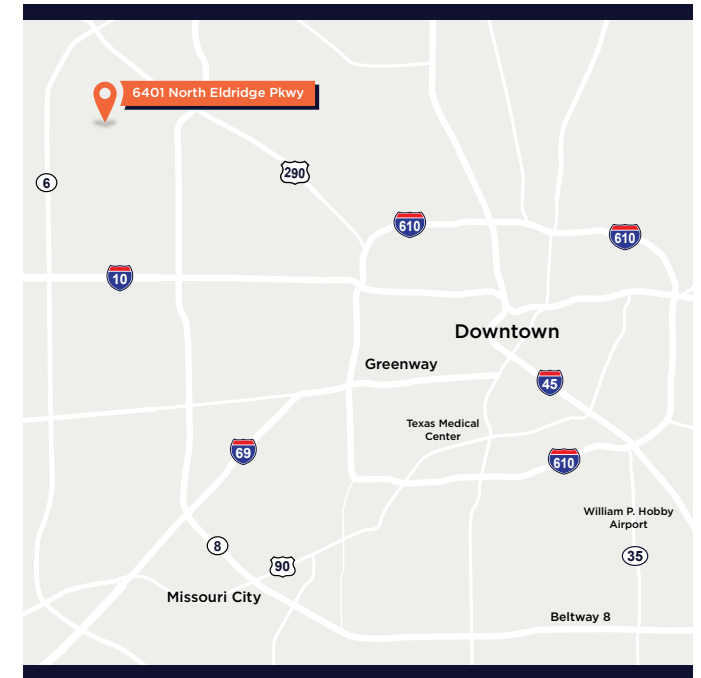 6401 North Eldridge Pkwy
290
6
610
610
10
Downtown
Greenway
45
Texas Medical
Center
69
610
William P. Hobby
Airport
8
35
90
Missouri City
Beltway 8